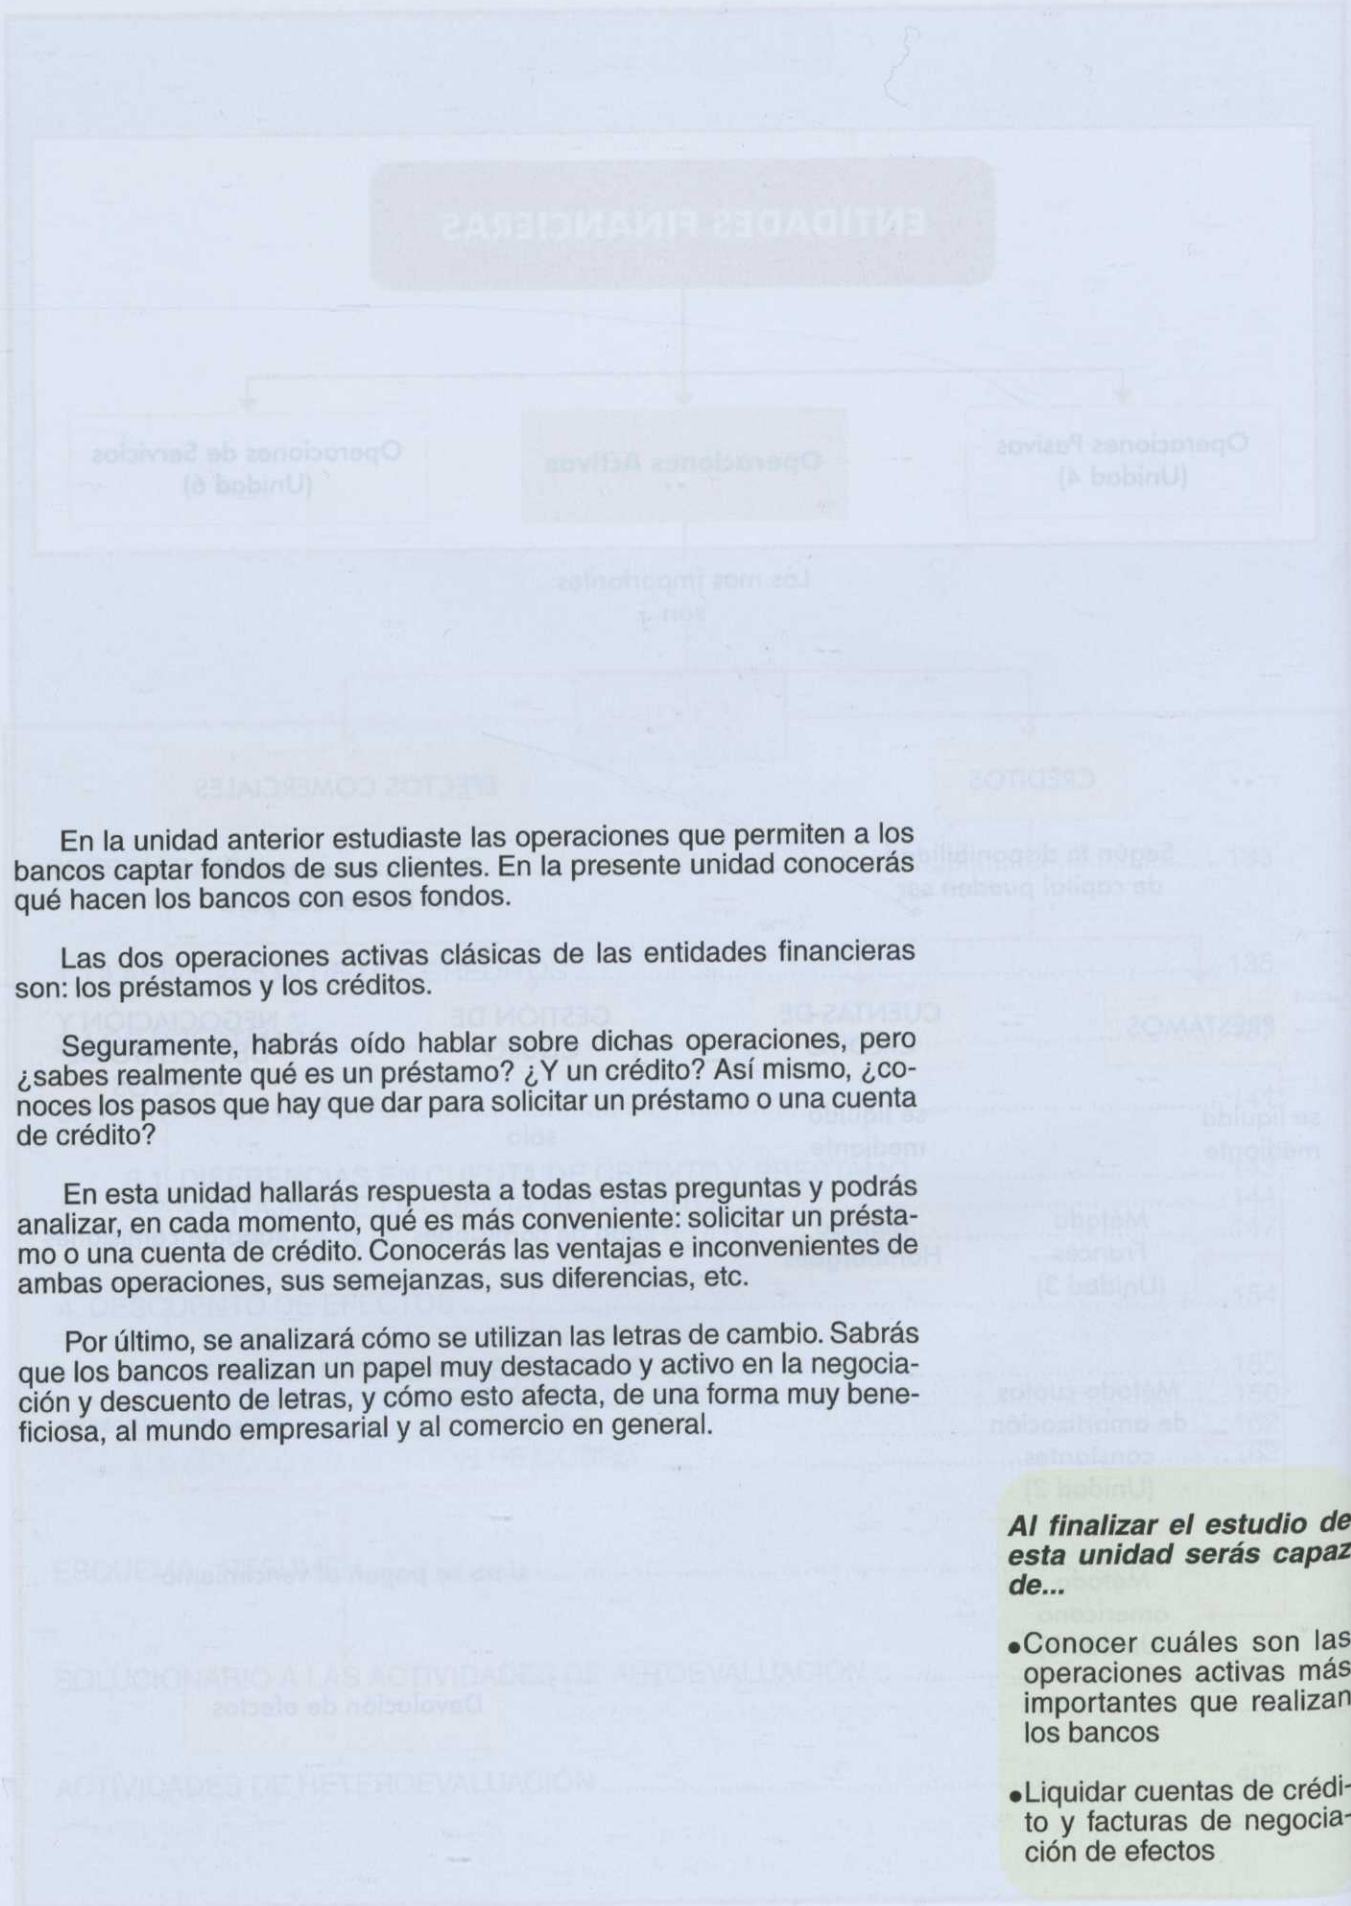 En la unidad anterior estudiaste las operaciones que permiten a los
bancos captar fondos de sus clientes. En la presente unidad conocerás
qué hacen los bancos con esos fondos.
Las dos operaciones activas clásicas de las entidades financieras
son: los préstamos y los créditos.
Seguramente, habrás oído hablar sobre dichas operaciones, pero
¿sabes realmente qué es un préstamo? ¿Y un crédito? Así mismo, ¿co-
noces los pasos que hay que dar para solicitar un préstamo o una cuenta
de crédito?
En esta unidad hallarás respuesta a todas estas preguntas y podrás
analizar, en cada momento, qué es más conveniente: solicitar un présta-
mo o una cuenta de crédito. Conocerás las ventajas e inconvenientes de
ambas operaciones, sus semejanzas, sus diferencias, etc.
Por último, se analizará cómo se utilizan las letras de cambio. Sabrás
que los bancos realizan un papel muy destacado y activo en la negocia-
ción y descuento de letras, y cómo esto afecta, de una forma muy bene-
ficiosa, al mundo empresarial y al comercio en general.
Al finalizar el estudio de
esta unidad serás capaz
de...
●Conocer cuáles son las
operaciones activas más
importantes que realizan
los bancos
●Liquidar cuentas de crédi-
to y facturas de negocia-
ción de efectos